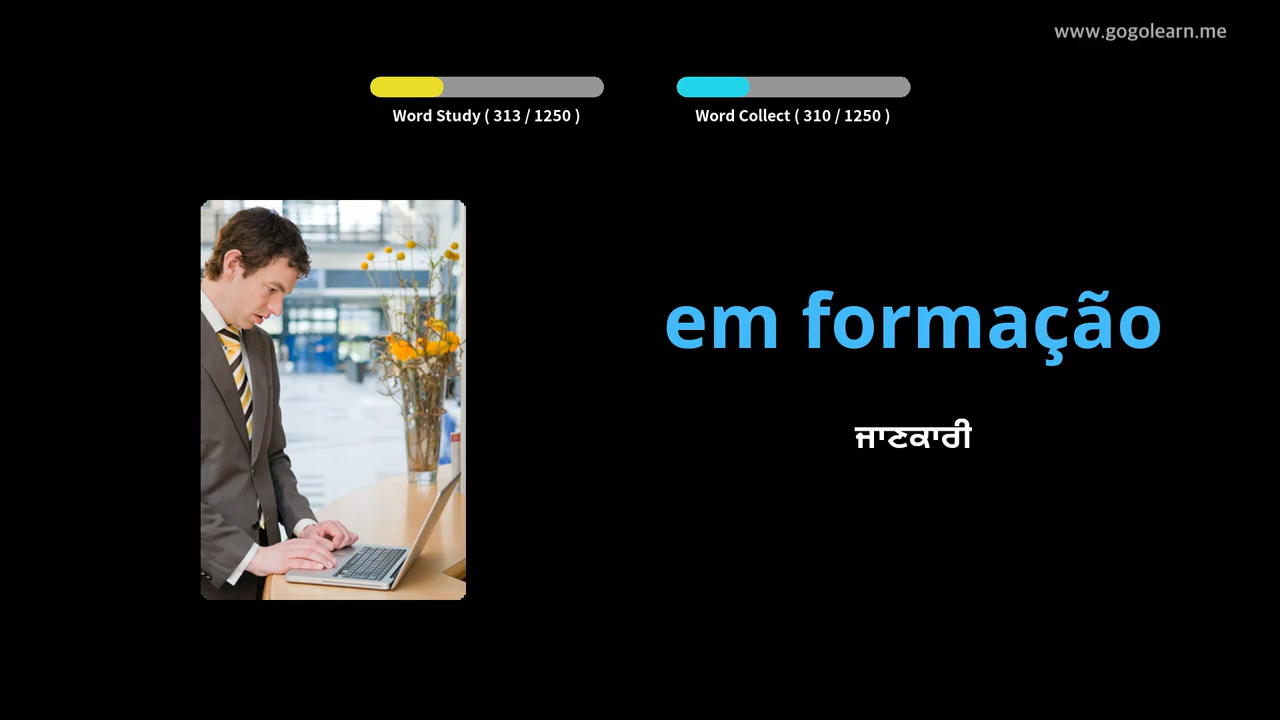 www.gogolearn.me
Word Study ( 313 / 1250 )
Word Collect ( 310 / 1250 )
em formação
ਜਾਣਕਾਰੀ